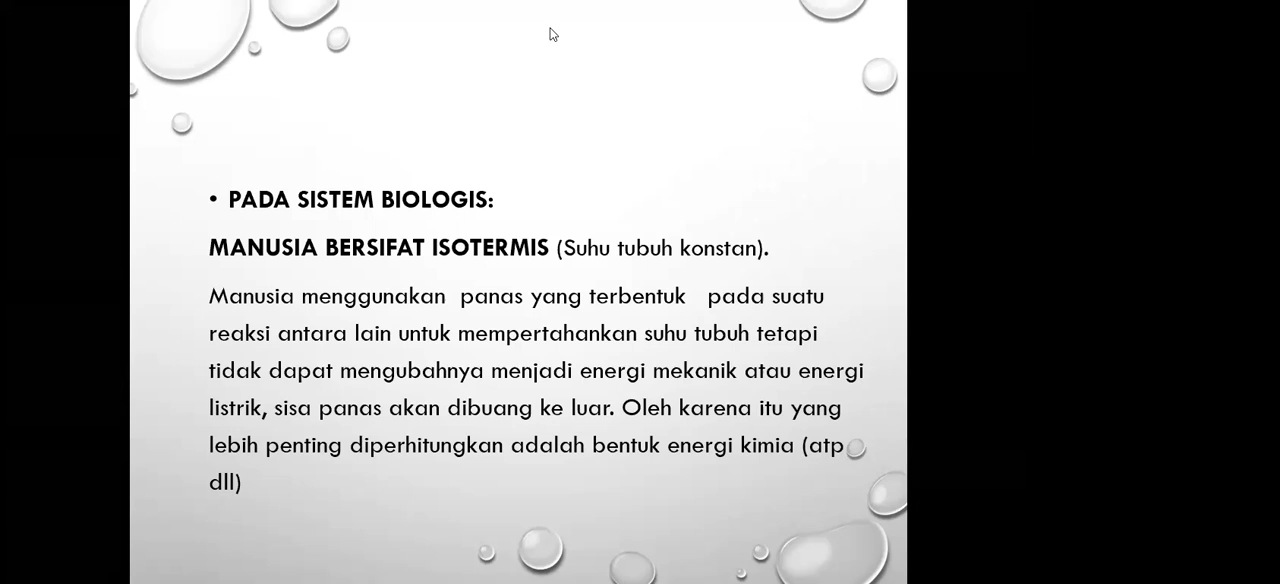 • PADA SISTEM BIOLOGIS:
MANUSIA BERSIFAT ISOTERMIS (Suhu tubuh konstan).
Manusia menggunakan panas yang terbentuk pada suatu
reaksi antara lain untuk mempertahankan suhu tubuh tetapi
tidak dapat mengubahnya menjadi energi mekanik atau energi
listrik, sisa panas akan dibuang ke luar. Oleh karena itu yang
lebih penting diperhitungkan adalah bentuk energi kimia (atp
dll)